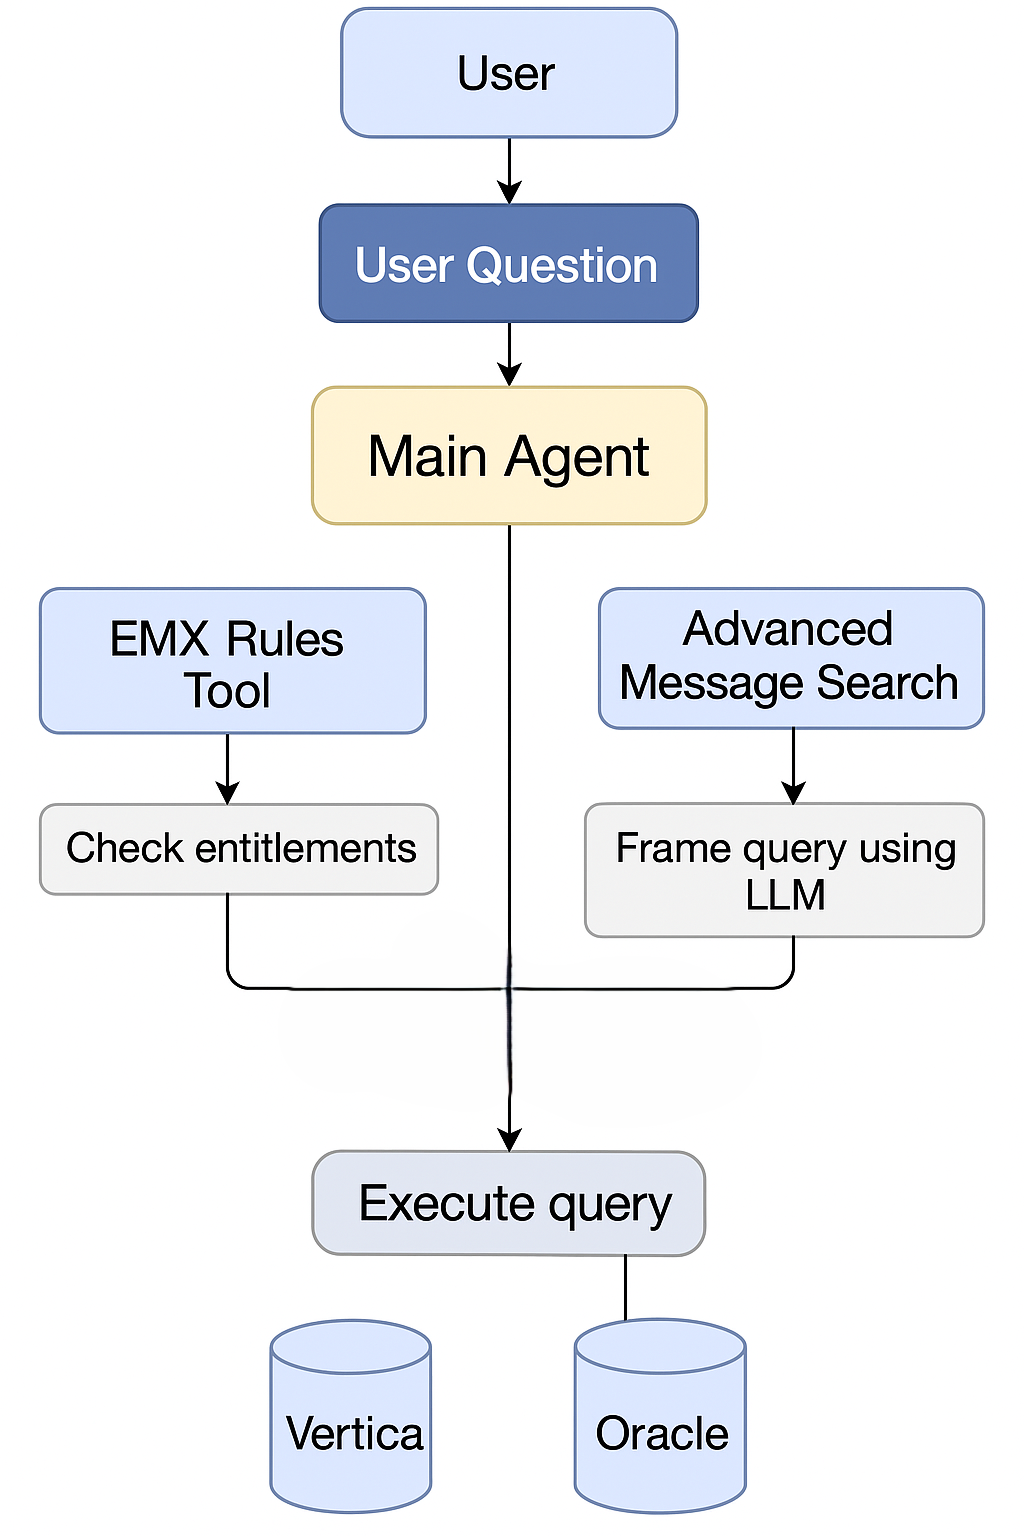 User
User Question
Main Agent
EMX Rules
Tool
Advanced
Message Search
Check entitlements
Frame query using
LLM
Execute query
Vertica
Oracle